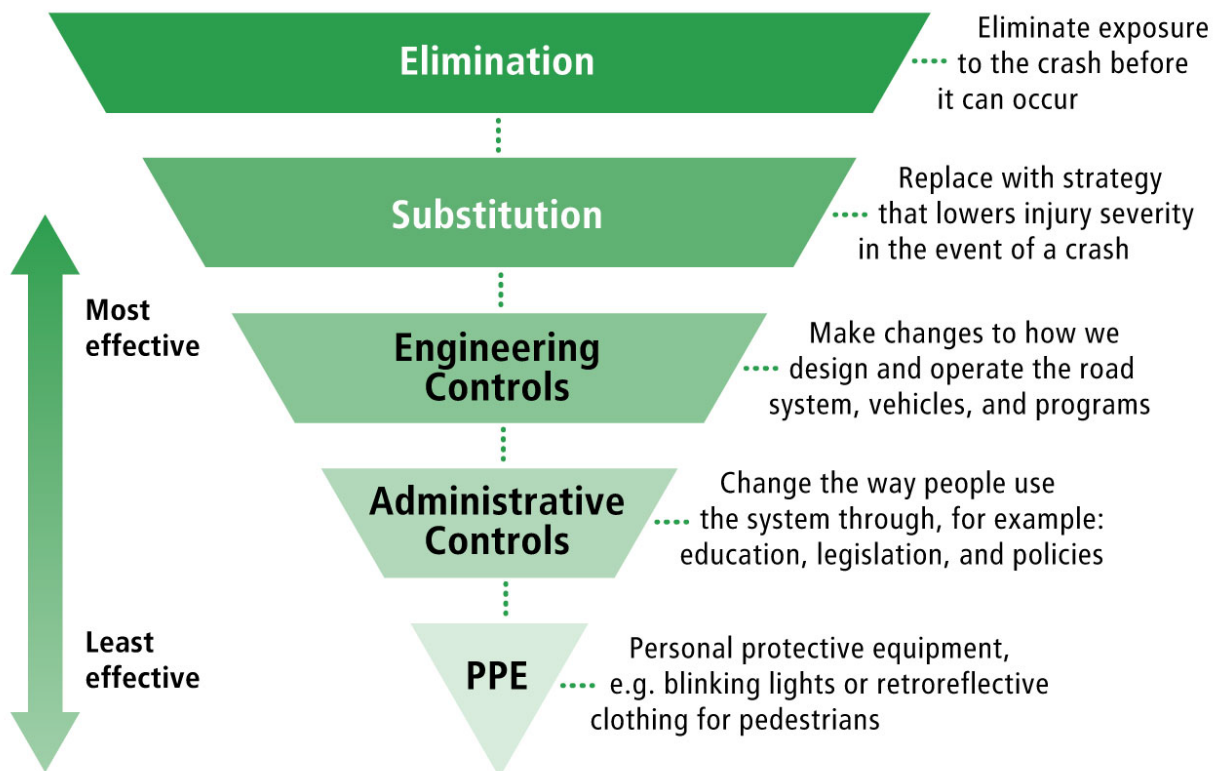 Elimination
Eliminate exposure
to the crash before
it can occur
Substitution
Replace with strategy
that lowers injury severity
in the event of a crash
Most
effective
Engineering
Controls
Make changes to how we
design and operate the road
system, vehicles, and programs
Administrative
Controls
Change the way people use
the system through, for example:
education, legislation, and policies
Least
effective
PPE
Personal protective equipment,
e.g. blinking lights or retroreflective
clothing for pedestrians